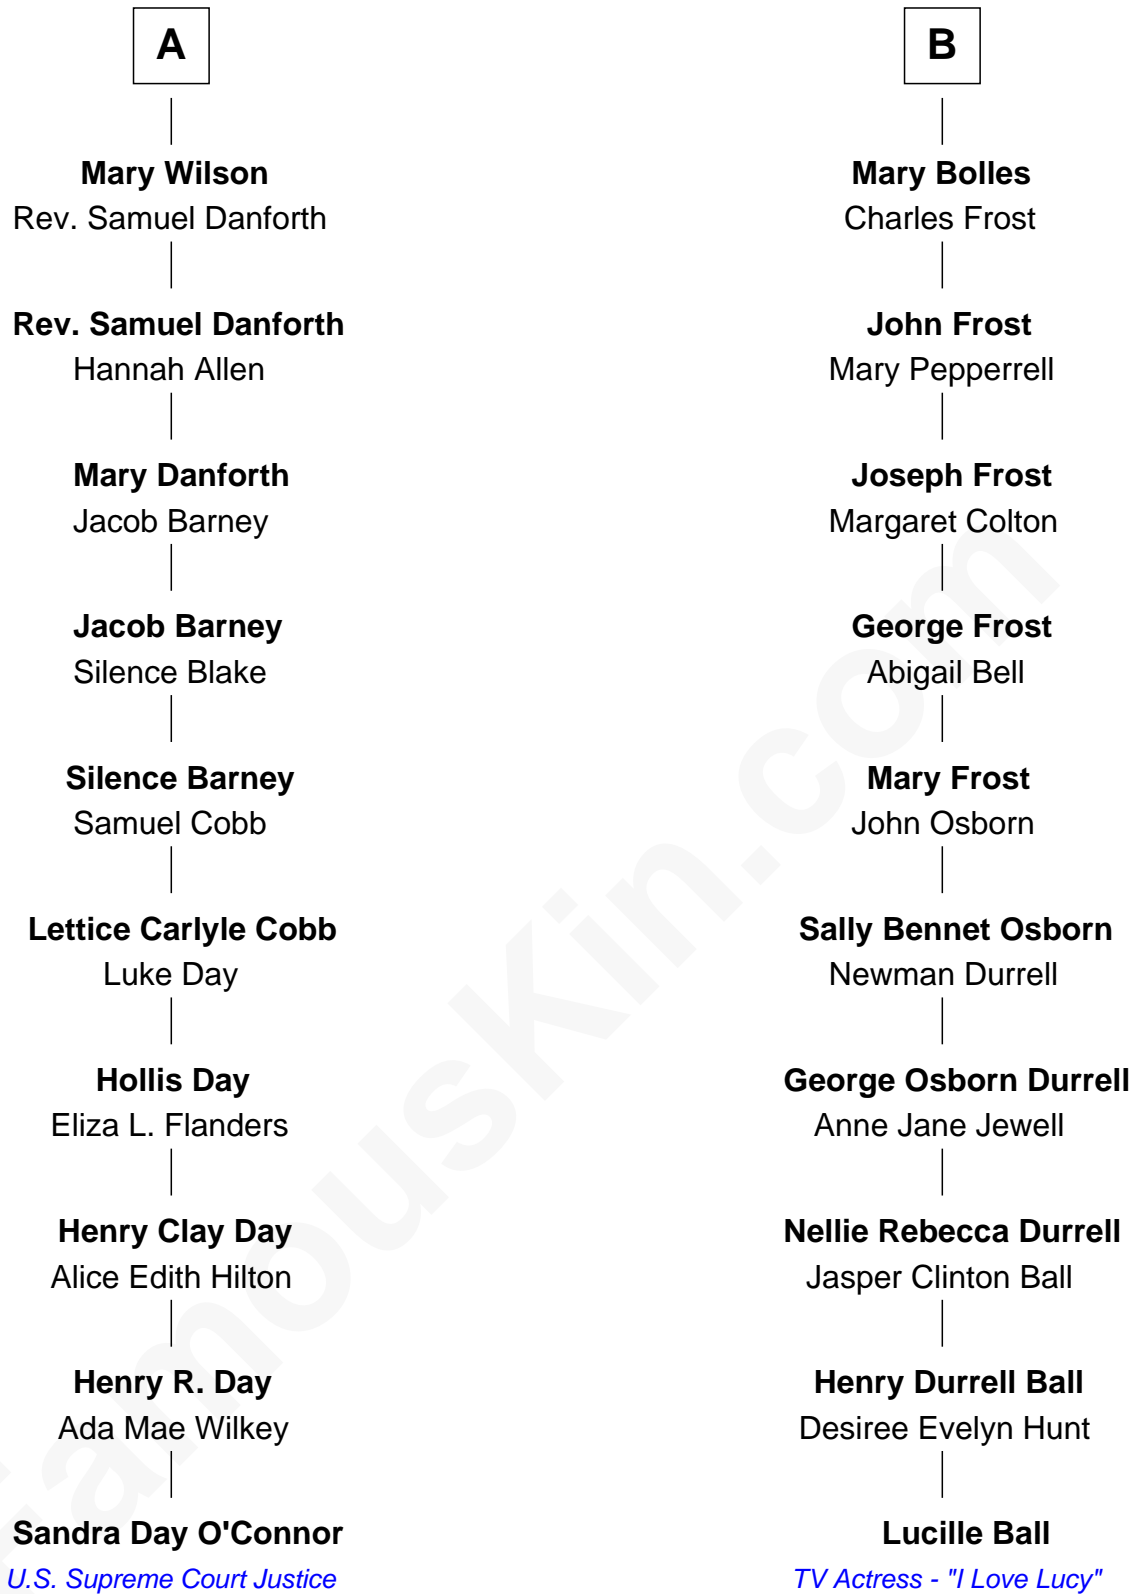 A
Mary Wilson
Rev. Samuel Danforth
Rev. Samuel Danforth
Hannah Allen
Mary Danforth
Jacob Barney
Jacob Barney
Silence Blake
Silence Barney
Samuel Cobb
Lettice Carlyle Cobb
Luke Day
Hollis Day
Eliza L. Flanders
Henry Clay Day
Alice Edith Hilton
Henry R. Day
Ada Mae Wilkey
Sandra Day O'Connor
U.S. Supreme Court Justice
B
Mary Bolles
Charles Frost
John Frost
Mary Pepperrell
Joseph Frost
Margaret Colton
George Frost
Abigail Bell
Mary Frost
John Osborn
Sally Bennet Osborn
Newman Durrell
George Osborn Durrell
Anne Jane Jewell
Nellie Rebecca Durrell
Jasper Clinton Ball
Henry Durrell Ball
Desiree Evelyn Hunt
Lucille Ball
TV Actress - "I Love Lucy"
FamousKin.com